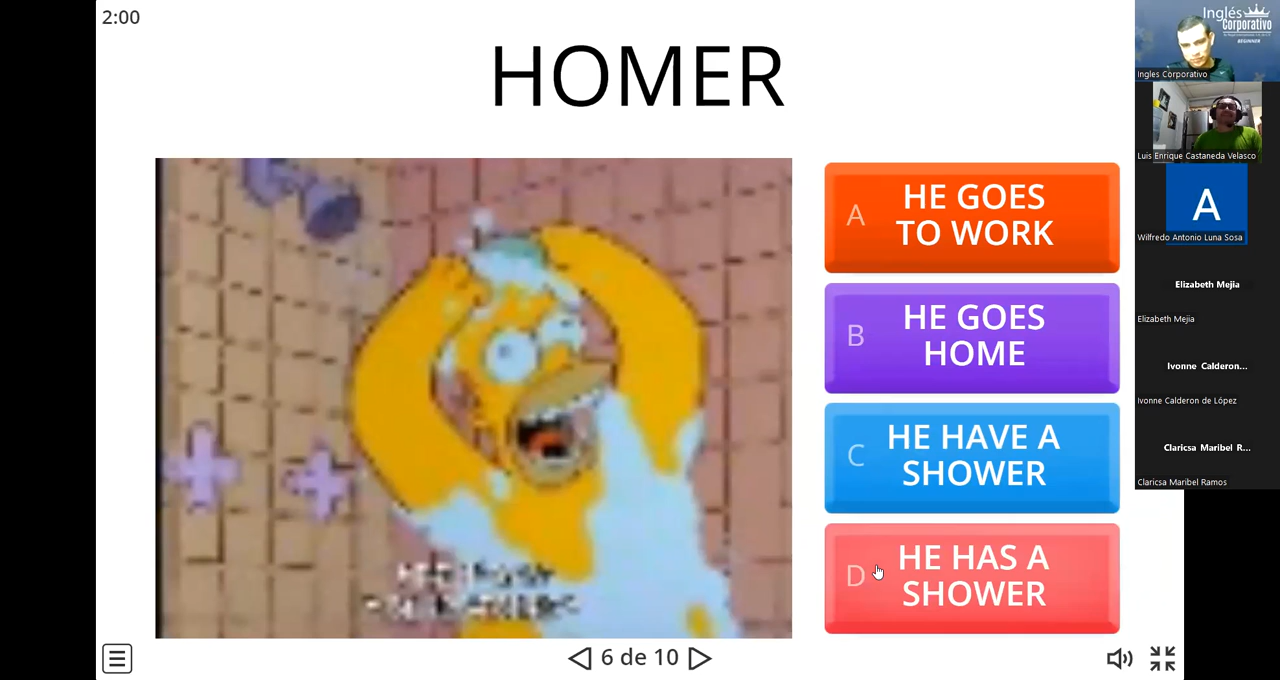 2:00
HOMER
A
HE GOES
TO WORK
B
HE GOES
HOME
C
HE HAVE A
SHOWER
D
HE HAS A
SHOWER
6 de 10
Inglés
Corporativo
BEGINNER
Ingles Corporativo
Luis Enrique Castaneda Velasco
A
Wilfredo Antonio Luna Sosa
Elizabeth Mejia
Elizabeth Mejia
Ivonne Calderon...
Ivonne Calderon de López
Claricsa Maribel R...
Claricsa Maribel Ramos